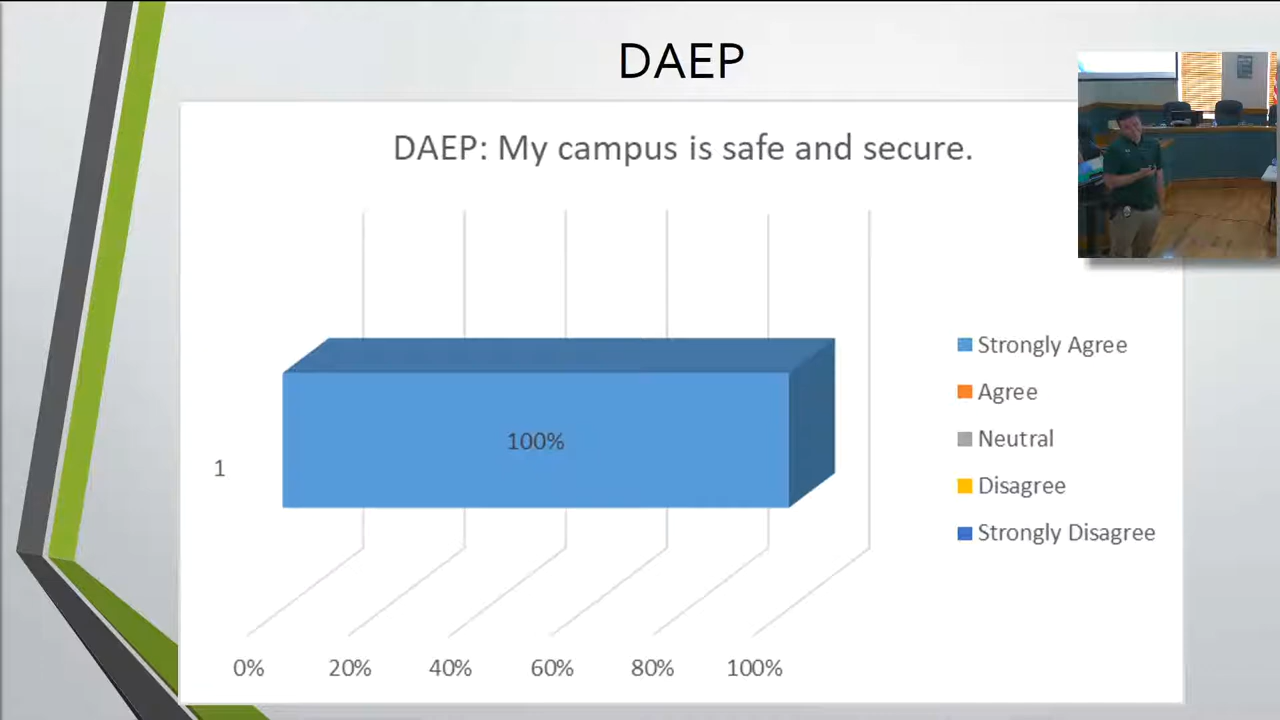 DAEP
DAEP: My campus is safe and secure.
100%
1
Strongly Agree
Agree
Neutral
Disagree
Strongly Disagree
0% 20% 40% 60% 80% 100%